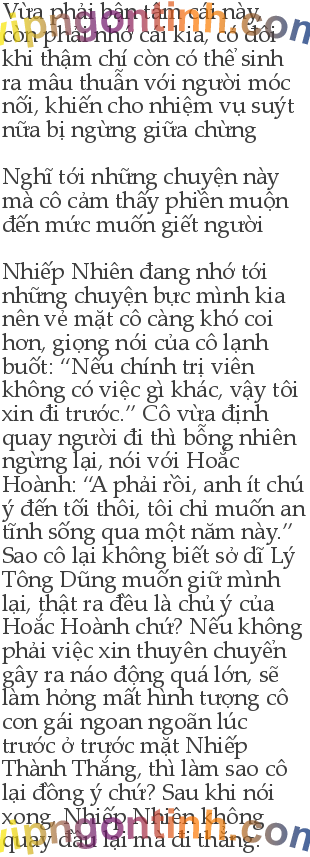 Vừa phải bận tâm cái này
còn phải nhớ cái kia, có đôi
khi thậm chí còn có thể sinh
ra mâu thuẫn với người móc
nối, khiến cho nhiệm vụ suýt
nữa bị ngừng giữa chừng
Nghĩ tới những chuyện này
mà cô cảm thấy phiền muộn
đến mức muốn giết người
Nhiếp Nhiên đang nhớ tới
những chuyện bực mình kia
nên vẻ mặt cô càng khó coi
hơn, giọng nói của cô lạnh
buốt: “Nếu chính trị viên
không có việc gì khác, vậy tôi
xin đi trước.” Cô vừa định
quay người đi thì bỗng nhiên
ngừng lại, nói với Hoắc
Hoành: “A phải rồi, anh ít chú
ý đến tôi thôi, tôi chỉ muốn an
tĩnh sống qua một năm này.”
Sao cô lại không biết sở dĩ Lý
Tông Dũng muốn giữ mình
lại, thật ra đều là chủ ý của
Hoắc Hoành chứ? Nếu không
phải việc xin thuyên chuyển
gây ra náo động quá lớn, sẽ
làm hỏng mất hình tượng cô
con gái ngoan ngoãn lúc
trước ở trước mặt Nhiếp
Thành Thắng, thì làm sao cô
lại đồng ý chứ? Sau khi nói
xong, Nhiếp Nhiên không
quay đầu lại mà đi thẳng.
vipngontinh.com
vipngontinh.com